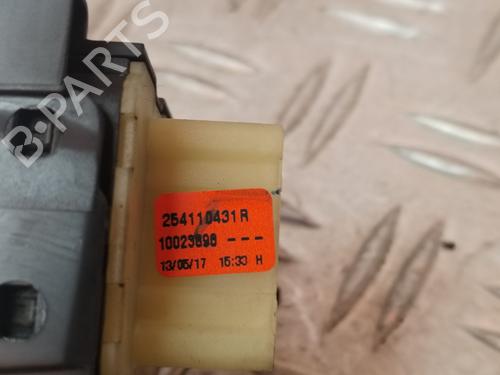 B-PARTS
254110431R
10023898 ---
13/05/17 15:33 H